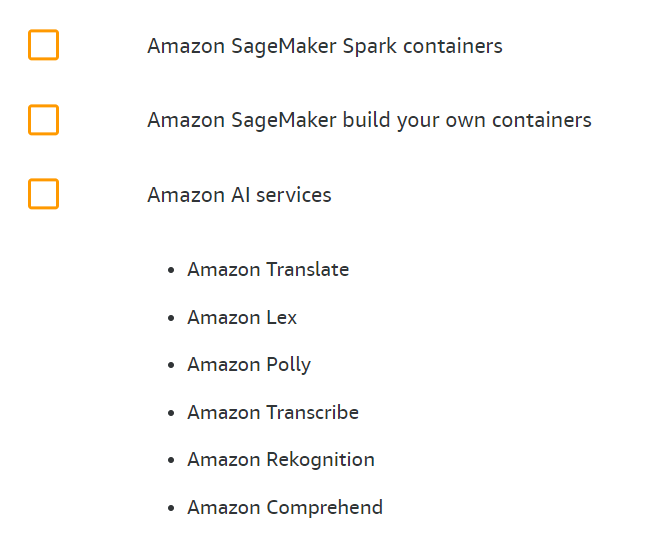 Amazon SageMaker Spark containers
Amazon SageMaker build your own containers
Amazon AI services
• Amazon Translate
• Amazon Lex
• Amazon Polly
• Amazon Transcribe
• Amazon Rekognition
• Amazon Comprehend